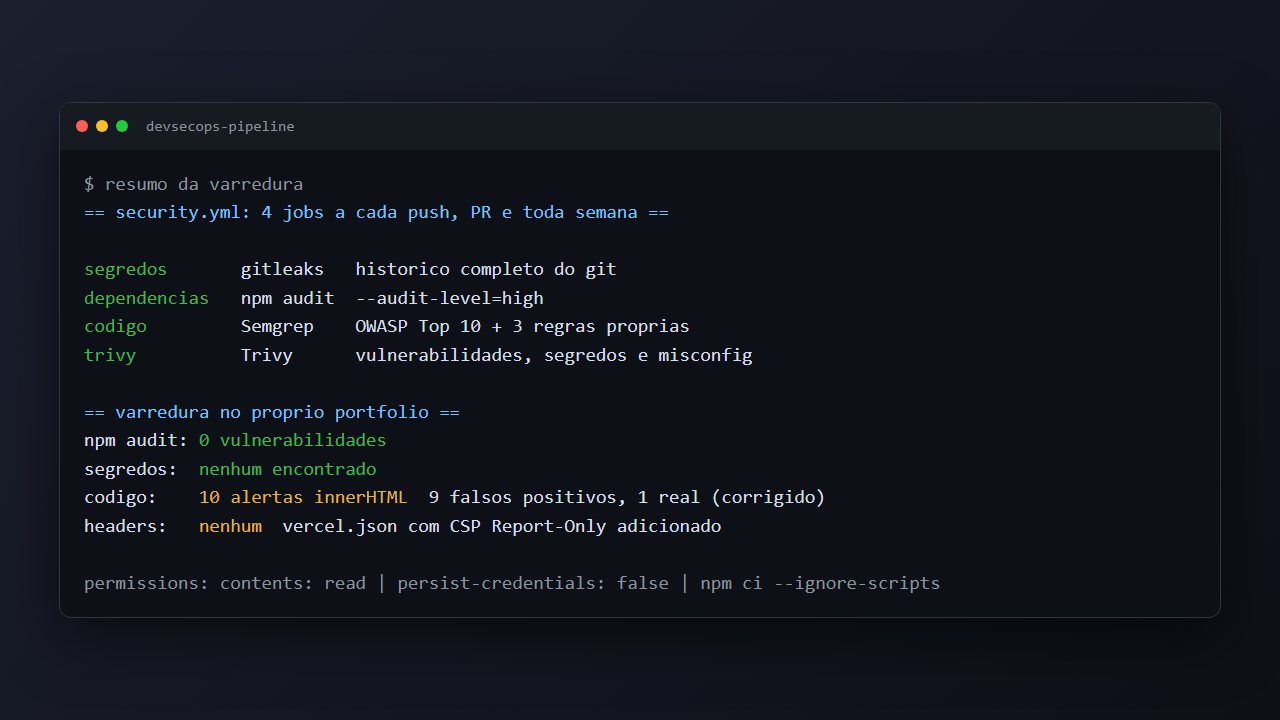 devsecops-pipeline
$ resumo da varredura
== security.yml: 4 jobs a cada push, PR e toda semana ==
segredos       gitleaks   historico completo do git
dependencias   npm audit  --audit-level=high
codigo         Semgrep    OWASP Top 10 + 3 regras proprias
trivy          Trivy      vulnerabilidades, segredos e misconfig
== varredura no proprio portfolio ==
npm audit: 0 vulnerabilidades
segredos:  nenhum encontrado
codigo:    10 alertas innerHTML  9 falsos positivos, 1 real (corrigido)
headers:   nenhum  vercel.json com CSP Report-Only adicionado
permissions: contents: read | persist-credentials: false | npm ci --ignore-scripts